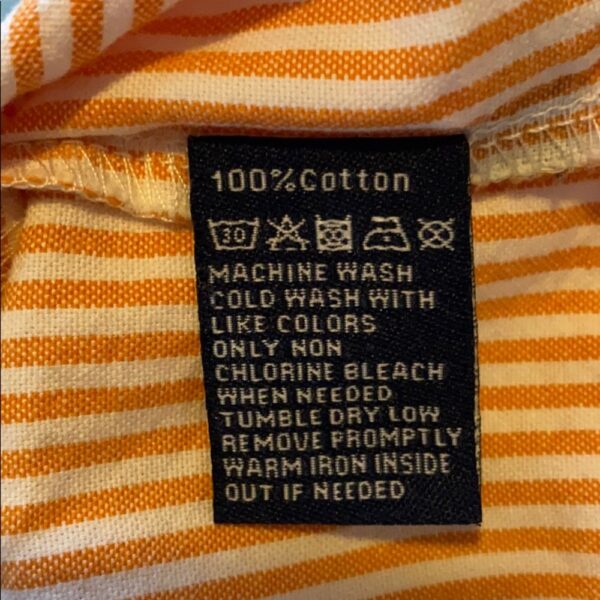 100%Cotton
30
MACHINE WASH
COLD WASH WITH
LIKE COLORS
ONLY NON
CHLORINE BLEACH
WHEN NEEDED
TUMBLE DRY LOW
REMOVE PROMPTLY
WARM IRON INSIDE
OUT IF NEEDED